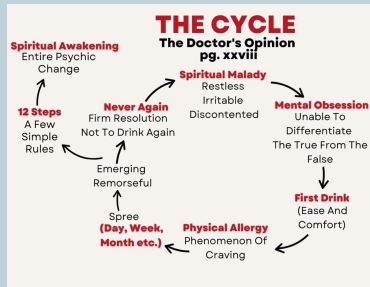 THE CYCLE
The Doctor's Opinion
pg. xxviii
Spiritual Malady
Restless
Irritable
Discontented
Mental Obsession
Unable To
Differentiate
The True From The
False
First Drink
(Ease And
Comfort)
Physical Allergy
Phenomenon Of
Craving
Spree
(Day, Week,
Month etc.)
Emerging
Remorseful
Never Again
Firm Resolution
Not To Drink Again
12 Steps
A Few
Simple
Rules
Spiritual Awakening
Entire Psychic
Change